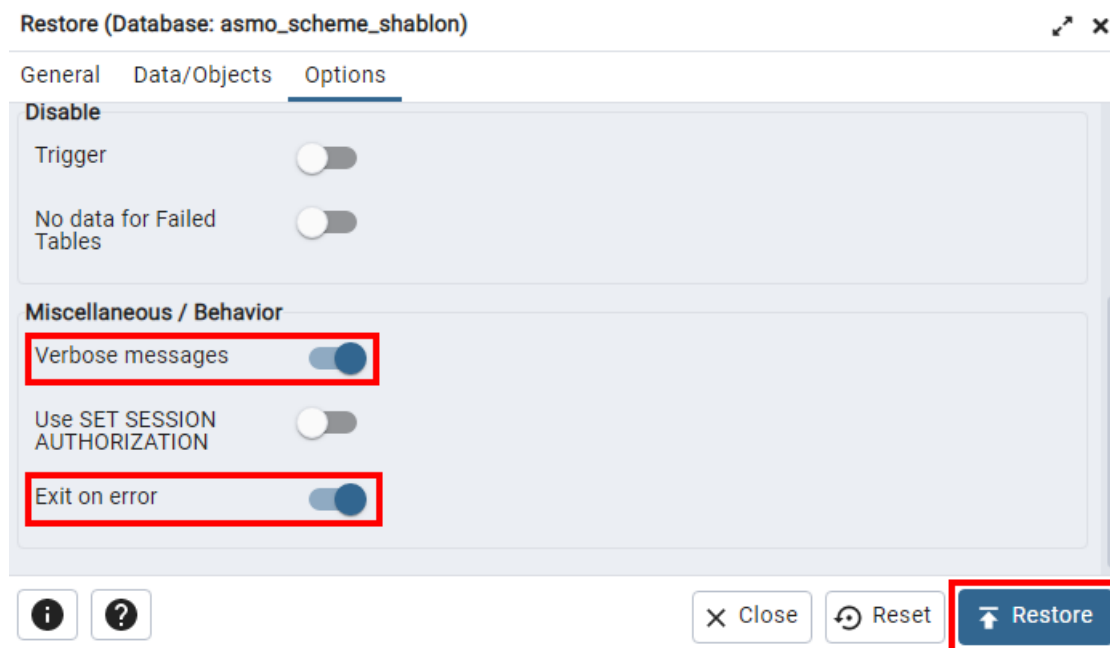 Restore (Database: asmo_scheme_shablon)
General Data/Objects Options
Disable
Trigger
No data for Failed
Tables
Miscellaneous / Behavior
Verbose messages
Use SET SESSION
AUTHORIZATION
Exit on error
Close Reset Restore